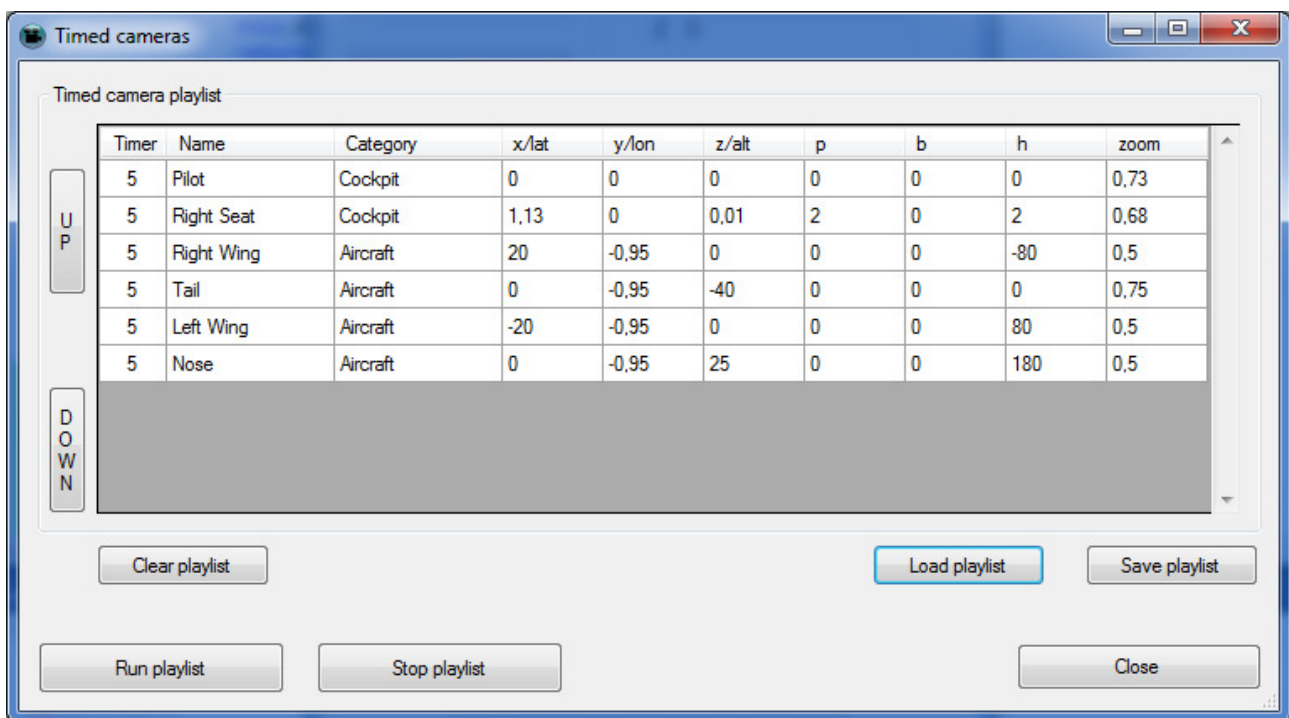 Timed cameras
Timed camera playlist
Timer Name Category x/lat y/lon z/alt p b h zoom
5 Pilot Cockpit 0 0 0 0 0 0 0,73
5 Right Seat Cockpit 1,13 0 0,01 2 0 2 0,68
5 Right Wing Aircraft 20 -0,95 0 0 0 -80 0,5
5 Tail Aircraft 0 -0,95 -40 0 0 0 0,75
5 Left Wing Aircraft -20 -0,95 0 0 0 80 0,5
5 Nose Aircraft 0 -0,95 25 0 0 180 0,5
UP
DOWN
Clear playlist Load playlist Save playlist
Run playlist Stop playlist Close